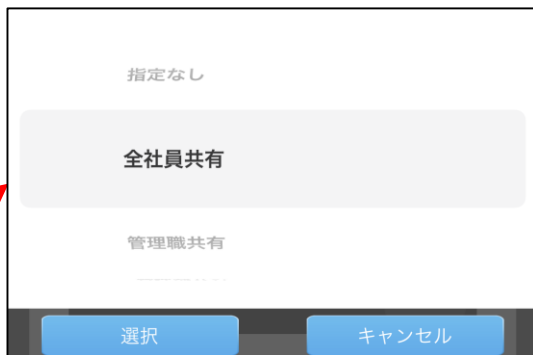 指定なし
全社員共有
管理職共有
選択
キャンセル